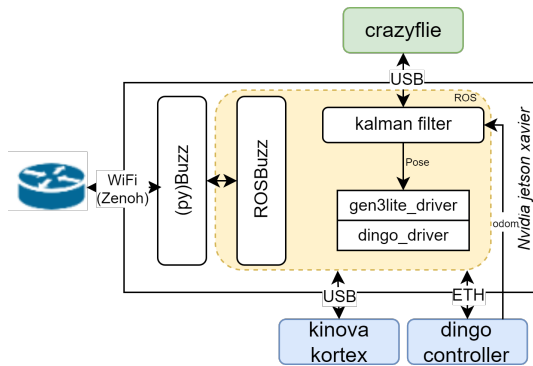 crazyflie
USB
ROS
kalman filter
Nvidia jetson xavier
(py)Buzz
ROSBuzz
WiFi
(Zenoh)
Pose
gen3lite_driver
odom
dingo_driver
USB
ETH
kinova
kortex
dingo
controller